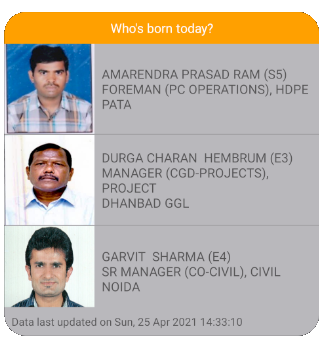 Who's born today?
AMARENDRA PRASAD RAM (S5)
FOREMAN (PC OPERATIONS), HDPE
PATA
DURGA CHARAN  HEMBRUM (E3)
MANAGER (CGD-PROJECTS),
PROJECT
DHANBAD GGL
GARVIT  SHARMA (E4)
SR MANAGER (CO-CIVIL), CIVIL
NOIDA
Data last updated on Sun, 25 Apr 2021 14:33:10